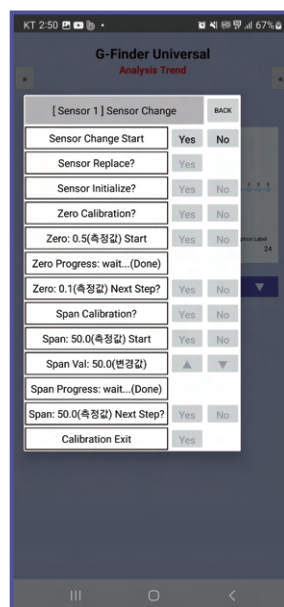 KT 2:50
67%
G-Finder Universal
Analysis Trend
»
«
[ Sensor 1 ] Sensor Change
BACK
Sensor Change Start Yes No
Sensor Replace? Yes
Sensor Initialize? Yes No
Zero Calibration? Yes No
Zero: 0.5(측정값) Start Yes No
Zero Progress: wait...(Done)
Zero: 0.1(측정값) Next Step? Yes No
Span Calibration? Yes No
Span: 50.0(측정값) Start Yes No
Span Val: 50.0(변경값) ▲ ▼
Span Progress: wait...(Done)
Span: 50.0(측정값) Next Step? Yes No
Calibration Exit Yes
Label
24
▼